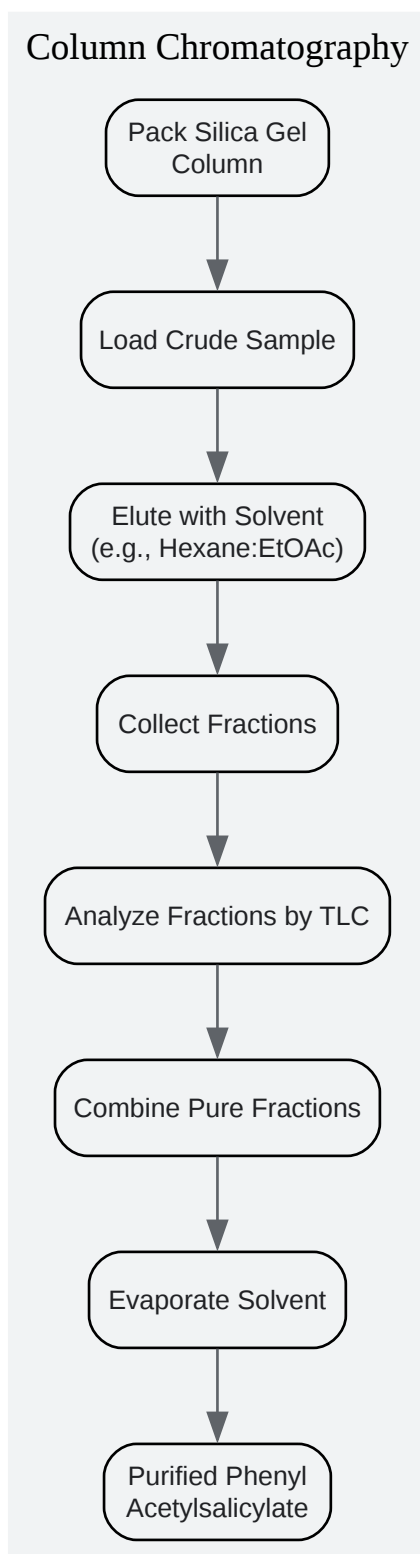 Column Chromatography
Pack Silica Gel
Column
Load Crude Sample
Elute with Solvent
(e.g., Hexane:EtOAc)
Collect Fractions
Analyze Fractions by TLC
Combine Pure Fractions
Evaporate Solvent
Purified Phenyl
Acetylsalicylate